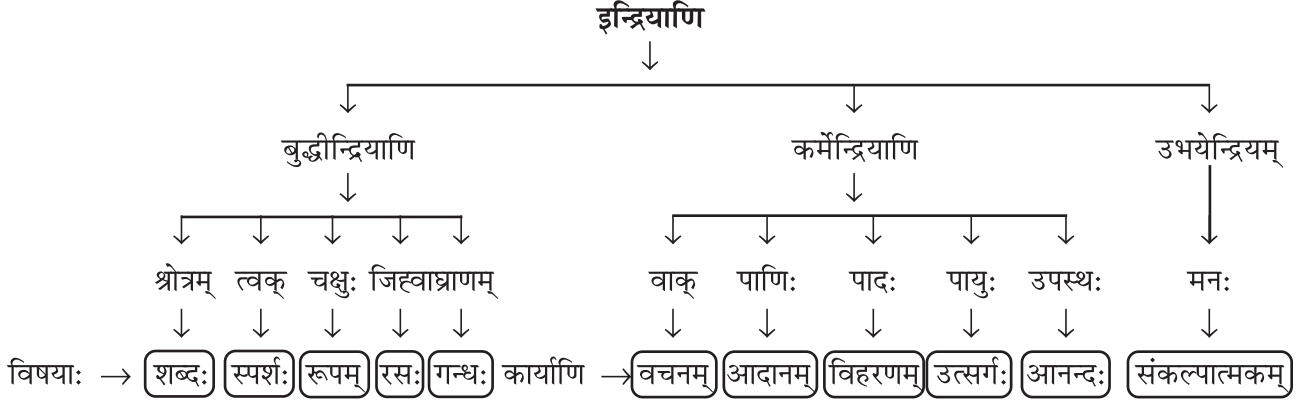 इन्द्रियाणि
बुद्धीन्द्रियाणि कर्मेन्द्रियाणि उभयेन्द्रियम्
श्रोत्रम् त्वक् चक्षुः जिह्वाघ्राणम् वाक् पाणिः पादः पायुः उपस्थः मनः
विषयाः → शब्दः स्पर्शः रूपम् रसः गन्धः कार्याणि → वचनम् आदानम् विहरणम् उत्सर्गः आनन्दः संकल्पात्मकम्